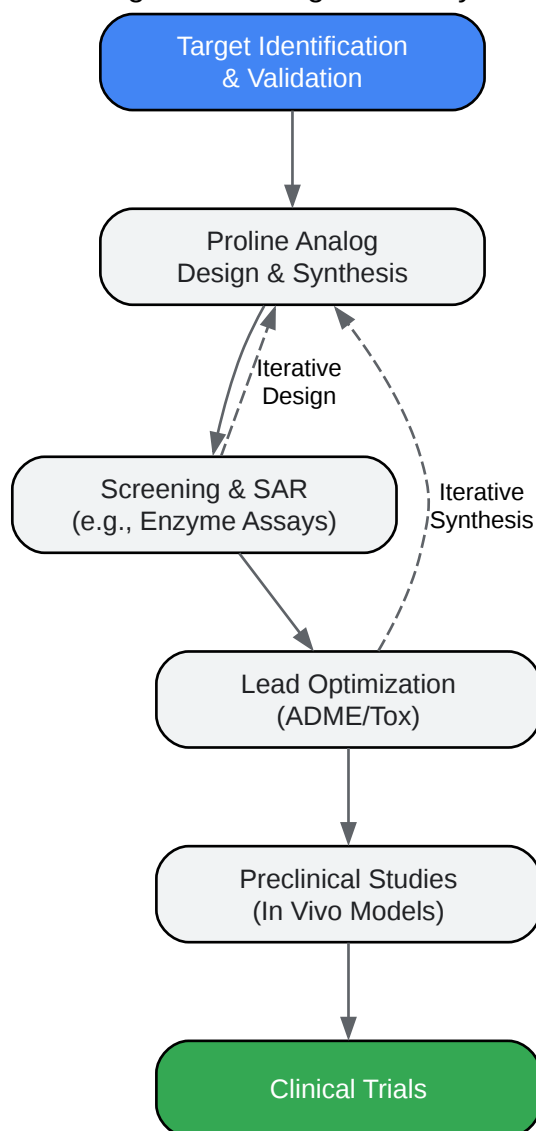 Target Identification
& Validation
Proline Analog
Design & Synthesis
Iterative
Design
Screening & SAR
(e.g., Enzyme Assays)
Iterative
Synthesis
Lead Optimization
(ADME/Tox)
Preclinical Studies
(In Vivo Models)
Clinical Trials